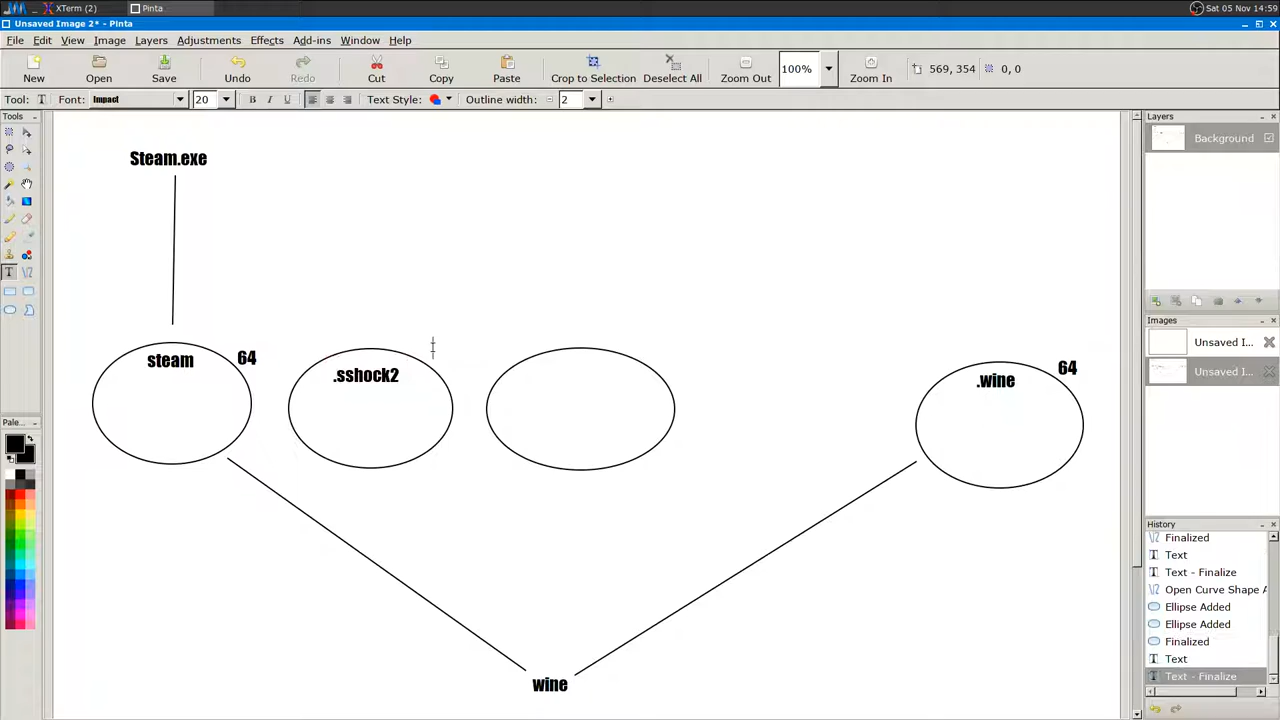 XTerm (2)
Pinta
Sat 05 Nov 14:59
Unsaved Image 2* - Pinta
File Edit View Image Layers Adjustments Effects Add-ins Window Help
New Open Save Undo Redo Cut Copy Paste Crop to Selection Deselect All Zoom Out 100% Zoom In 569, 354 0, 0
Tool: T Font: Impact 20 B I U Text Style: Outline width: 2
Tools
Layers
Background
Steam.exe
Images
Unsaved I...
Unsaved I...
steam 64
.sshock2
.wine 64
Pale...
wine
History
Finalized
Text
Text - Finalize
Open Curve Shape A
Ellipse Added
Ellipse Added
Finalized
Text
Text - Finalize